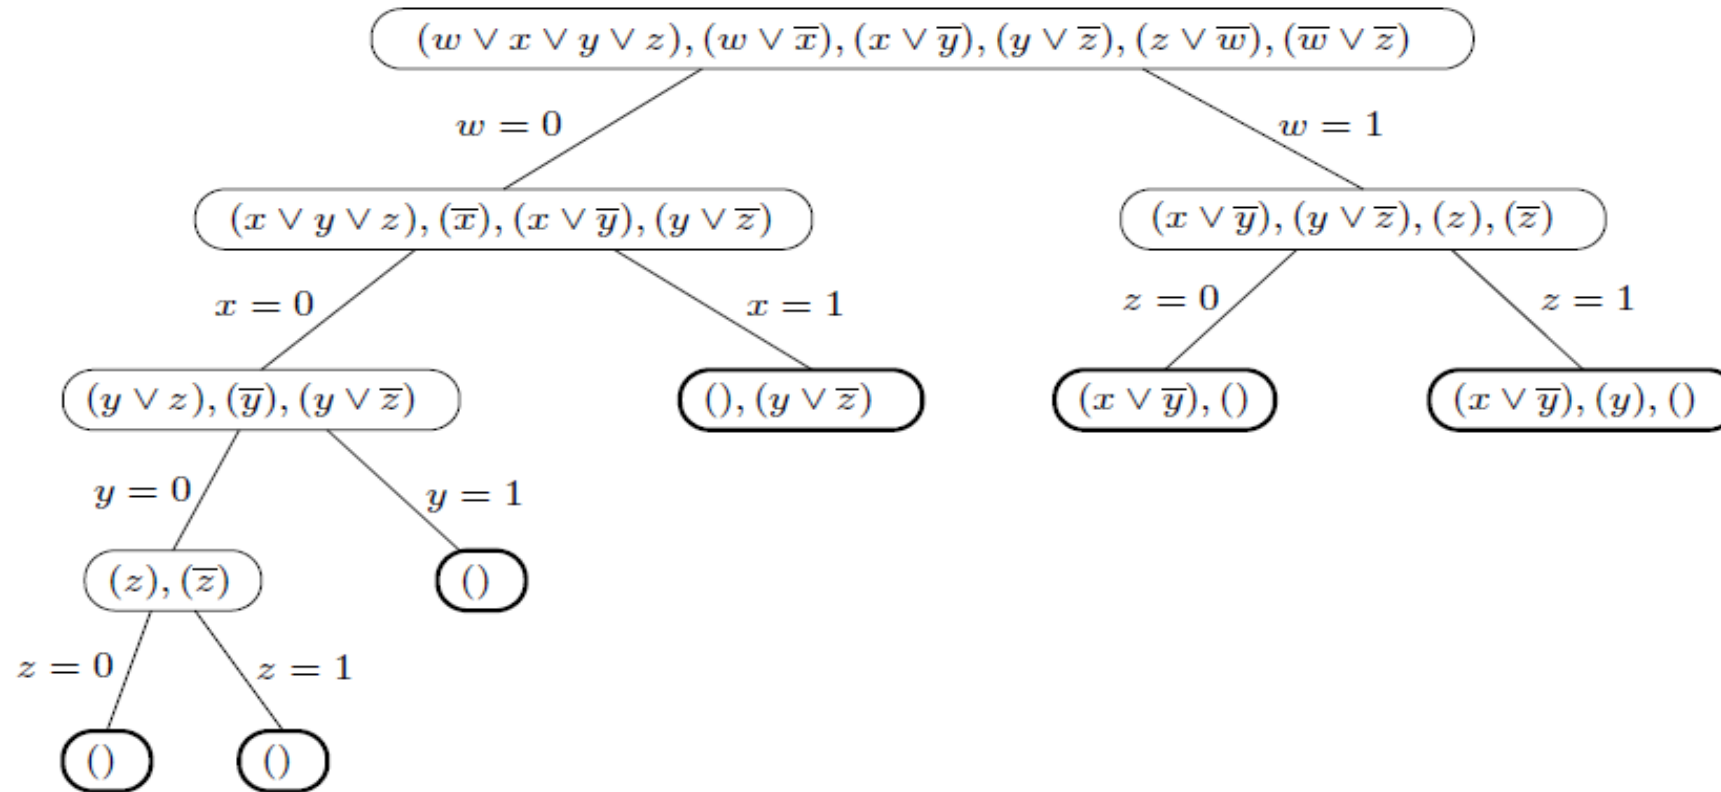 (w ∨ x ∨ y ∨ z), (w ∨ x̅), (x ∨ y̅), (y ∨ z̅), (z ∨ w̅), (w̅ ∨ z̅)
w = 0 w = 1
(x ∨ y ∨ z), (x̅), (x ∨ y̅), (y ∨ z̅) (x ∨ y̅), (y ∨ z̅), (z), (z̅)
x = 0 x = 1 z = 0 z = 1
(y ∨ z), (y̅), (y ∨ z̅) (), (y ∨ z̅) (x ∨ y̅), () (x ∨ y̅), (y), ()
y = 0 y = 1
(z), (z̅) ()
z = 0 z = 1
() ()